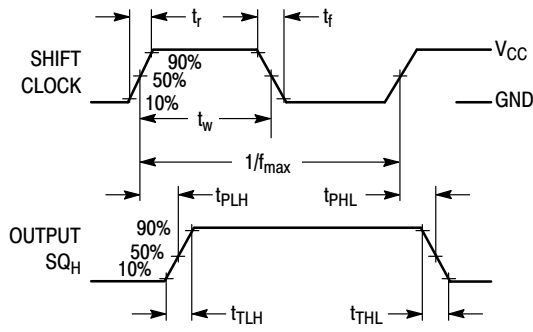 tr tf
SHIFT
CLOCK
90%
50%
10%
VCC
GND
tw
1/fmax
tPLH tPHL
OUTPUT
SQH
90%
50%
10%
tTLH tTHL